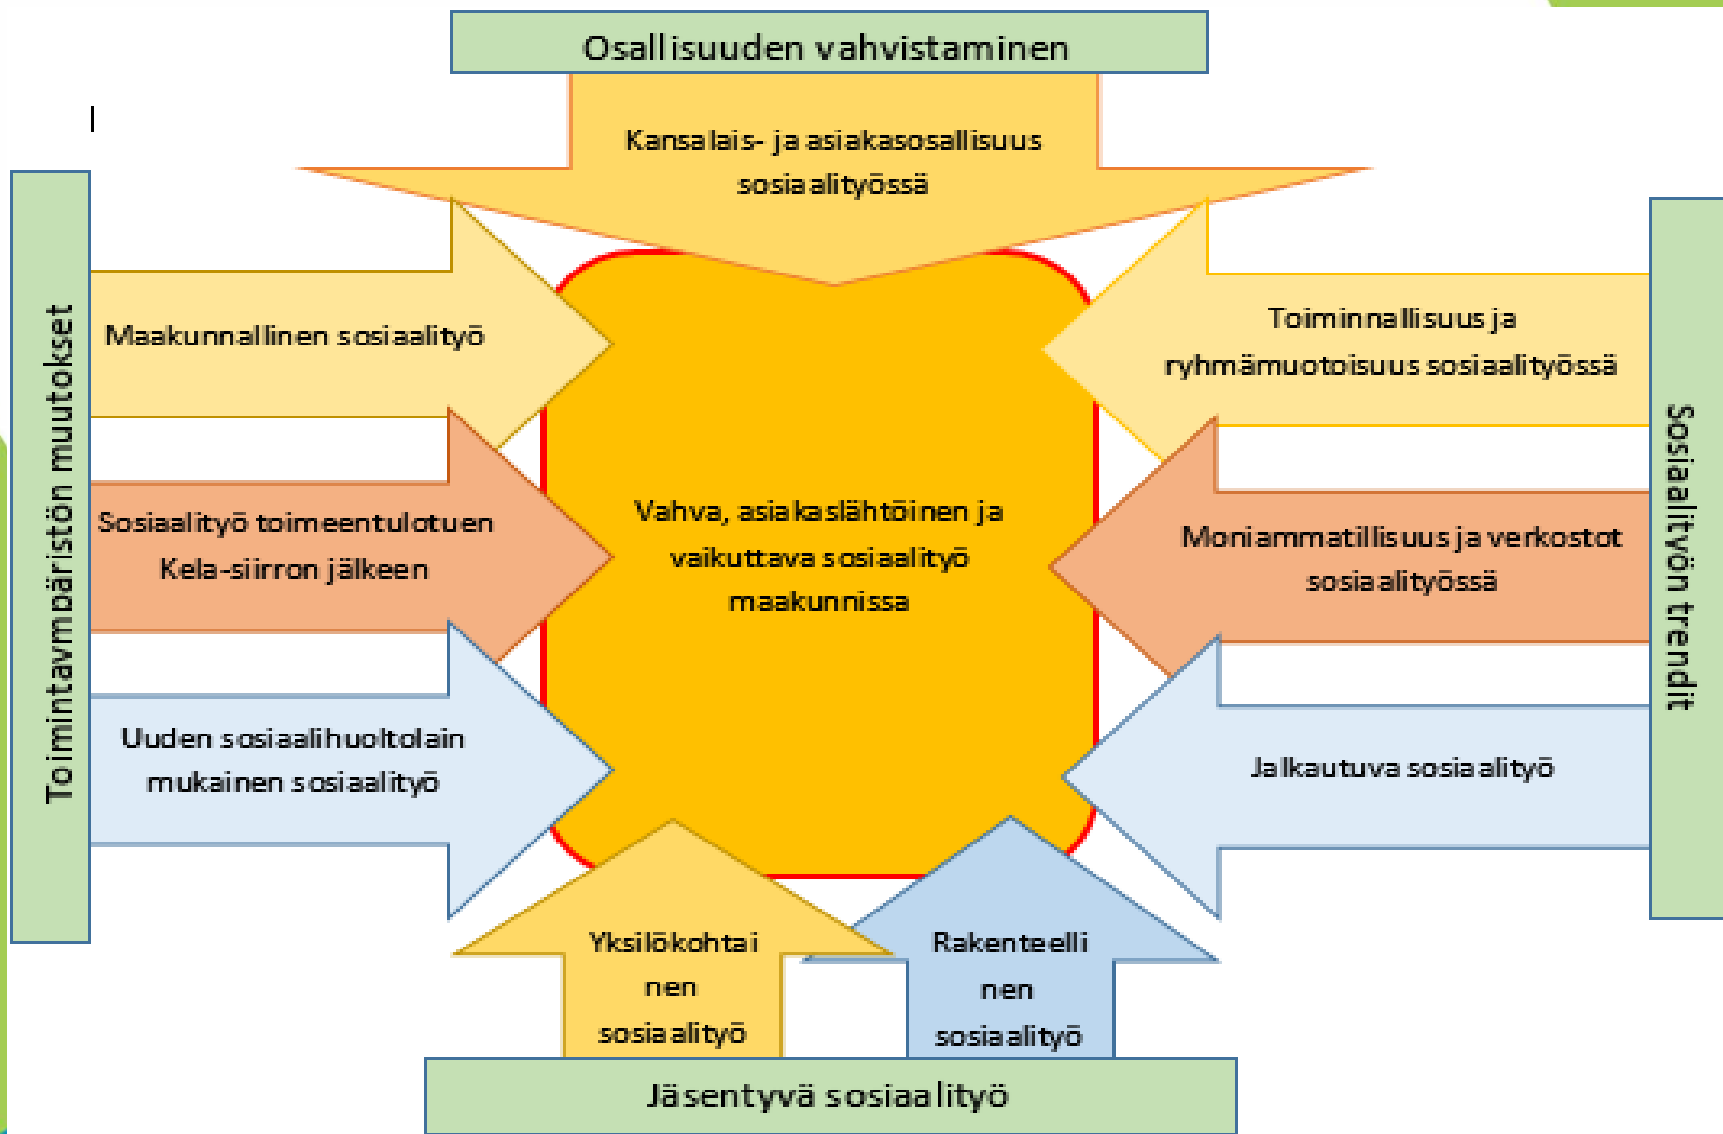 Osallisuuden vahvistaminen
Kansalais- ja asiakasosallisuus
sosiaalityössä
Toimintaympäristön muutokset
Maakunnallinen sosiaalityö
Sosiaalityö toimeentulotuen
Kela-siirron jälkeen
Uuden sosiaalihuoltolain
mukainen sosiaalityö
Vahva, asiakaslähtöinen ja
vaikuttava sosiaalityö
maakunnissa
Toiminnallisuus ja
ryhmämuotoisuus sosiaalityössä
Moniammatillisuus ja verkostot
sosiaalityössä
Jalkautuva sosiaalityö
Sosiaalityön trendit
Yksilökohtai
nen
sosiaalityö
Rakenteelli
nen
sosiaalityö
Jäsentyvä sosiaalityö